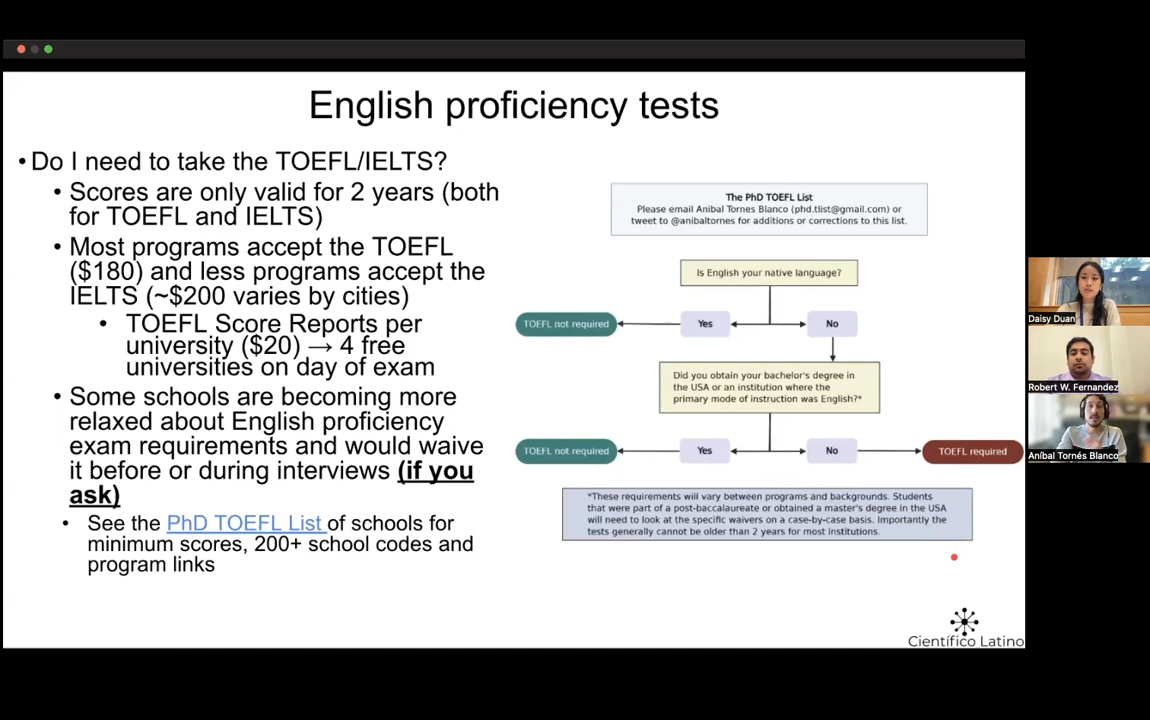 English proficiency tests
• Do I need to take the TOEFL/IELTS?
• Scores are only valid for 2 years (both
for TOEFL and IELTS)
• Most programs accept the TOEFL
($180) and less programs accept the
IELTS (~$200 varies by cities)
• TOEFL Score Reports per
university ($20) → 4 free
universities on day of exam
• Some schools are becoming more
relaxed about English proficiency
exam requirements and would waive
it before or during interviews (if you
ask)
• See the PhD TOEFL List of schools for
minimum scores, 200+ school codes and
program links
The PhD TOEFL List
Please email Anibal Tornes Blanco (phd.tlist@gmail.com) or
tweet to @anibaltornes for additions or corrections to this list.
Is English your native language?
TOEFL not required
Yes
No
Did you obtain your bachelor's degree in
the USA or an institution where the
primary mode of instruction was English?*
TOEFL not required
Yes
No
TOEFL required
*These requirements will vary between programs and backgrounds. Students
that were part of a post-baccalaureate or obtained a master's degree in the USA
will need to look at the specific waivers on a case-by-case basis. Importantly the
tests generally cannot be older than 2 years for most institutions.
Científico Latino
Daisy Duan
Robert W. Fernandez
Aníbal Tornés Blanco